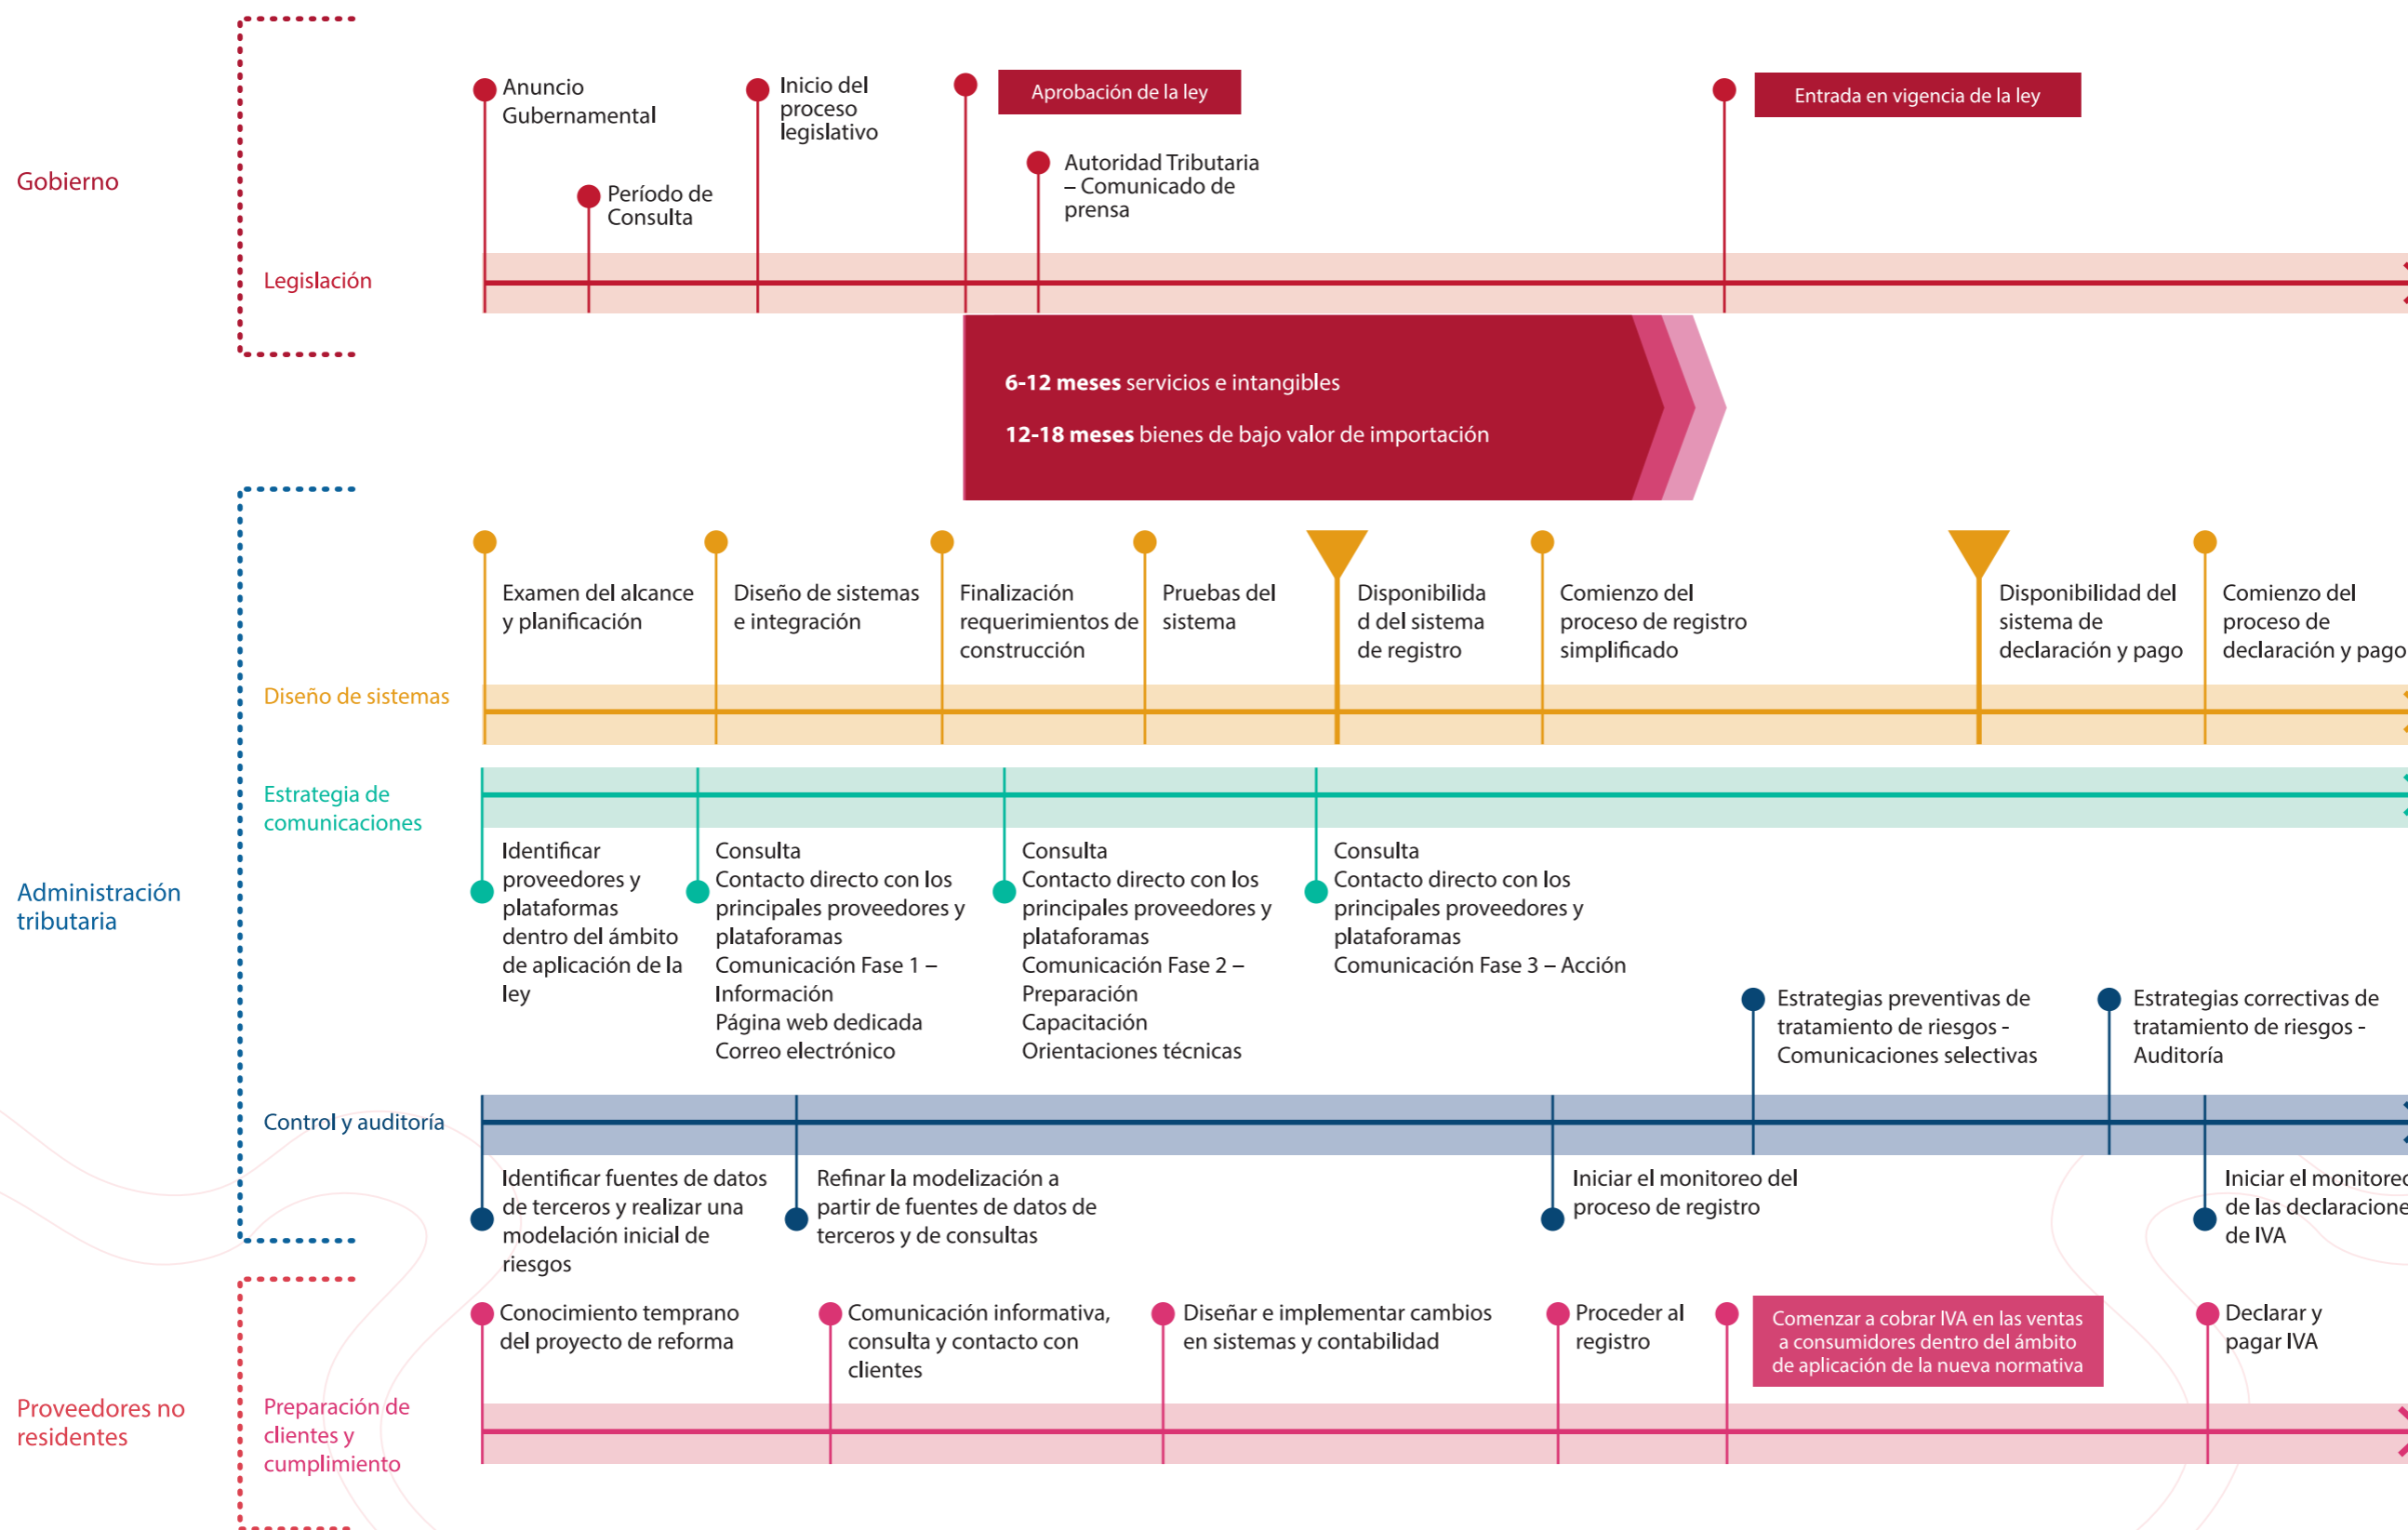 Gobierno
Legislación
Anuncio
Gubernamental
Período de
Consulta
Inicio del
proceso
legislativo
Aprobación de la ley
Autoridad Tributaria
– Comunicado de
prensa
Entrada en vigencia de la ley
6-12 meses servicios e intangibles
12-18 meses bienes de bajo valor de importación
Administración
tributaria
Diseño de sistemas
Examen del alcance
y planificación
Diseño de sistemas
e integración
Finalización
requerimientos de
construcción
Pruebas del
sistema
Disponibilida
d del sistema
de registro
Comienzo del
proceso de registro
simplificado
Disponibilidad del
sistema de
declaración y pago
Comienzo del
proceso de
declaración y pago
Estrategia de
comunicaciones
Identificar
proveedores y
plataformas
dentro del ámbito
de aplicación de la
ley
Consulta
Contacto directo con los
principales proveedores y
plataforamas
Comunicación Fase 1 –
Información
Página web dedicada
Correo electrónico
Consulta
Contacto directo con los
principales proveedores y
plataforamas
Comunicación Fase 2 –
Preparación
Capacitación
Orientaciones técnicas
Consulta
Contacto directo con los
principales proveedores y
plataforamas
Comunicación Fase 3 – Acción
Control y auditoría
Estrategias preventivas de
tratamiento de riesgos -
Comunicaciones selectivas
Estrategias correctivas de
tratamiento de riesgos -
Auditoría
Identificar fuentes de datos
de terceros y realizar una
modelación inicial de
riesgos
Refinar la modelización a
partir de fuentes de datos de
terceros y de consultas
Iniciar el monitoreo del
proceso de registro
Iniciar el monitoreo
de las declaracione
de IVA
Proveedores no
residentes
Preparación de
clientes y
cumplimiento
Conocimiento temprano
del proyecto de reforma
Comunicación informativa,
consulta y contacto con
clientes
Diseñar e implementar cambios
en sistemas y contabilidad
Proceder al
registro
Comenzar a cobrar IVA en las ventas
a consumidores dentro del ámbito
de aplicación de la nueva normativa
Declarar y
pagar IVA